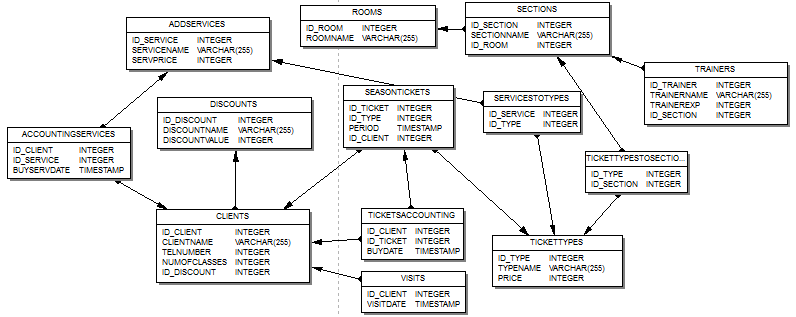 ADDSERVICES
ID_SERVICE INTEGER
SERVICENAME VARCHAR(255)
SERVPRICE INTEGER
ROOMS
ID_ROOM INTEGER
ROOMNAME VARCHAR(255)
SECTIONS
ID_SECTION INTEGER
SECTIONNAME VARCHAR(255)
ID_ROOM INTEGER
TRAINERS
ID_TRAINER INTEGER
TRAINERNAME VARCHAR(255)
TRAINEREXP INTEGER
ID_SECTION INTEGER
DISCOUNTS
ID_DISCOUNT INTEGER
DISCOUNTNAME VARCHAR(255)
DISCOUNTVALUE INTEGER
SEASONTICKETS
ID_TICKET INTEGER
ID_TYPE INTEGER
PERIOD TIMESTAMP
ID_CLIENT INTEGER
SERVICESTOTYPES
ID_SERVICE INTEGER
ID_TYPE INTEGER
ACCOUNTINGSERVICES
ID_CLIENT INTEGER
ID_SERVICE INTEGER
BUYSERVDATE TIMESTAMP
TICKETTYPESTOSECTIO...
ID_TYPE INTEGER
ID_SECTION INTEGER
CLIENTS
ID_CLIENT INTEGER
CLIENTNAME VARCHAR(255)
TELNUMBER INTEGER
NUMOFCLASSES INTEGER
ID_DISCOUNT INTEGER
TICKETSACCOUNTING
ID_CLIENT INTEGER
ID_TICKET INTEGER
BUYDATE TIMESTAMP
TICKETTYPES
ID_TYPE INTEGER
TYPENAME VARCHAR(255)
PRICE INTEGER
VISITS
ID_CLIENT INTEGER
VISITDATE TIMESTAMP